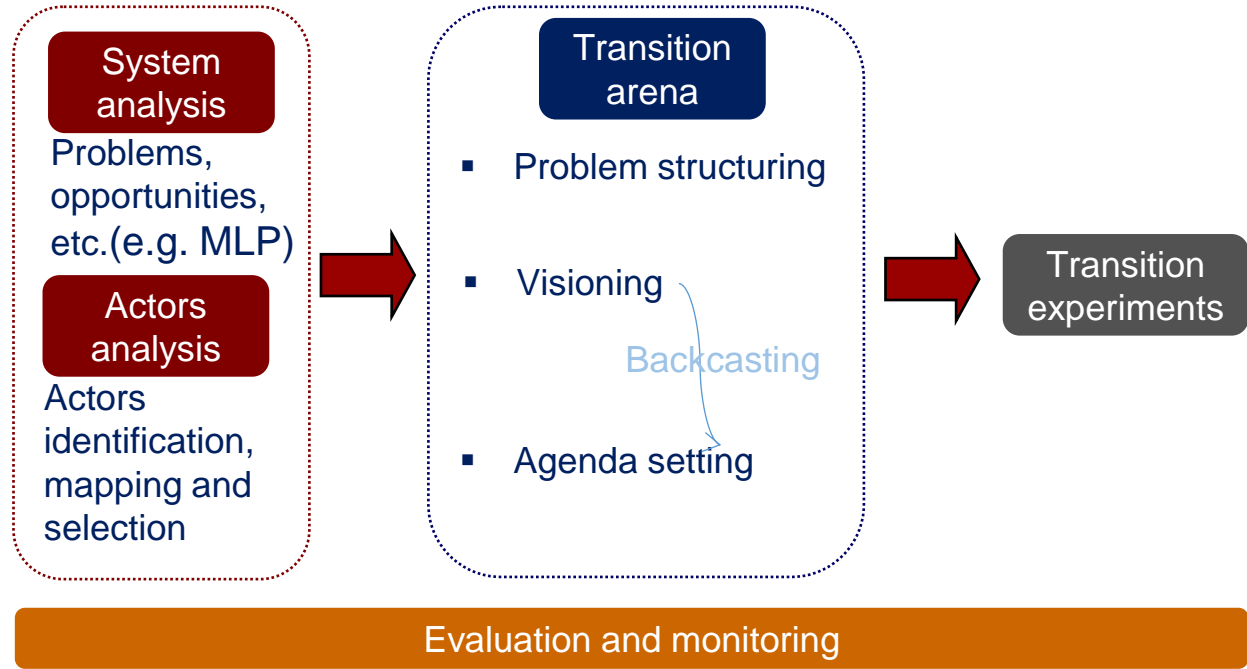 System
analysis
Problems,
opportunities,
etc.(e.g. MLP)
Actors
analysis
Actors
identification,
mapping and
selection
Transition
arena
▪ Problem structuring
▪ Visioning
Backcasting
▪ Agenda setting
Transition
experiments
Evaluation and monitoring